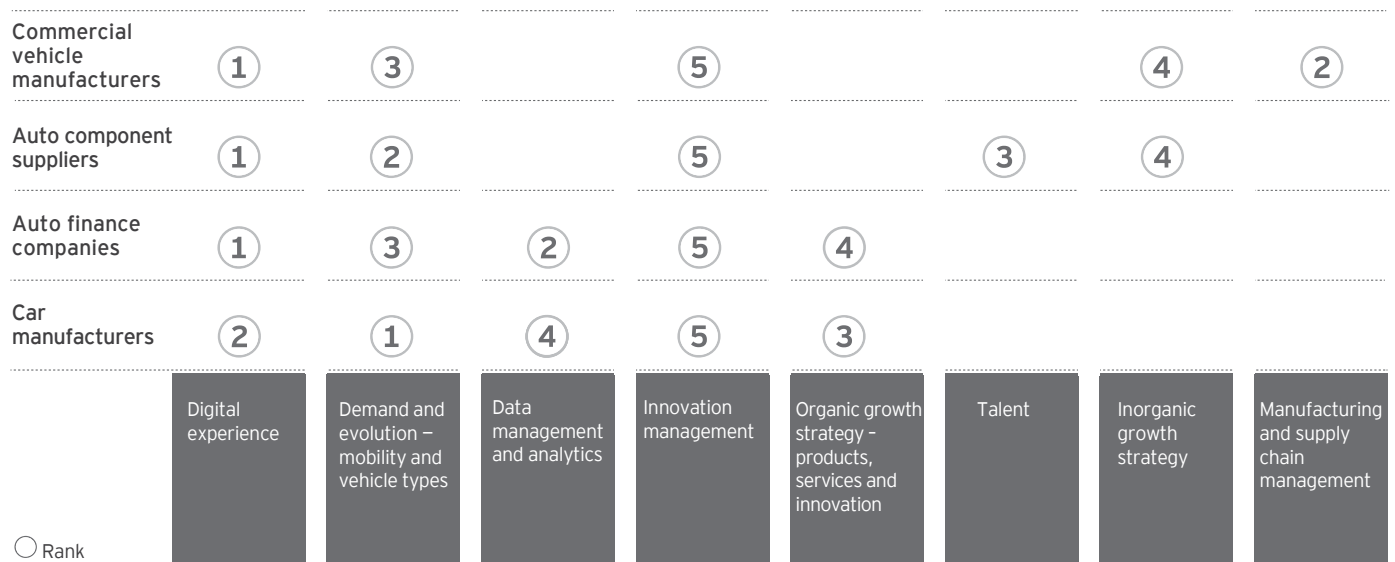 Commercial
vehicle
manufacturers
1 3 5 4 2
Auto component
suppliers
1 2 5 3 4
Auto finance
companies
1 3 2 5 4
Car
manufacturers
2 1 4 5 3
Digital
experience
Demand and
evolution –
mobility and
vehicle types
Data
management
and analytics
Innovation
management
Organic growth
strategy –
products,
services and
innovation
Talent
Inorganic
growth
strategy
Manufacturing
and supply
chain
management
Rank